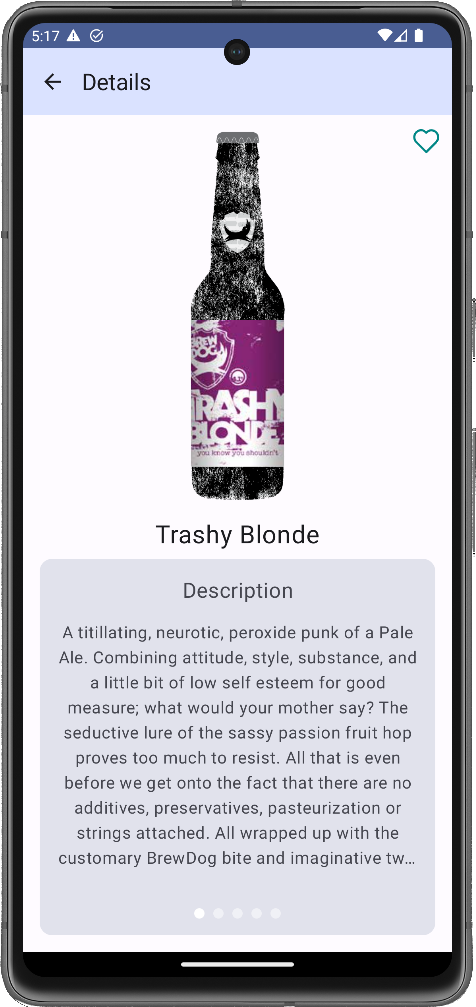 5:17
Details
BREW
DOG
TRASHY
BLONDE
you know you shouldn't
Trashy Blonde
Description
A titillating, neurotic, peroxide punk of a Pale
Ale. Combining attitude, style, substance, and
a little bit of low self esteem for good
measure; what would your mother say? The
seductive lure of the sassy passion fruit hop
proves too much to resist. All that is even
before we get onto the fact that there are no
additives, preservatives, pasteurization or
strings attached. All wrapped up with the
customary BrewDog bite and imaginative tw…